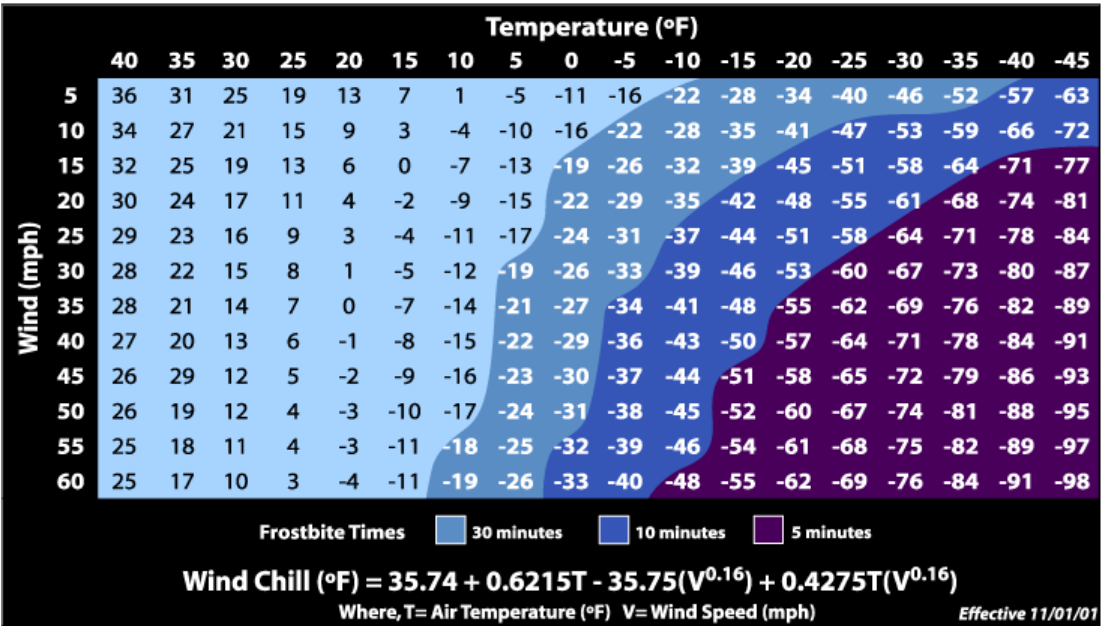 Temperature (ºF)
40 35 30 25 20 15 10 5 0 -5 -10 -15 -20 -25 -30 -35 -40 -45
Wind (mph)
5 36 31 25 19 13 7 1 -5 -11 -16 -22 -28 -34 -40 -46 -52 -57 -63
10 34 27 21 15 9 3 -4 -10 -16 -22 -28 -35 -41 -47 -53 -59 -66 -72
15 32 25 19 13 6 0 -7 -13 -19 -26 -32 -39 -45 -51 -58 -64 -71 -77
20 30 24 17 11 4 -2 -9 -15 -22 -29 -35 -42 -48 -55 -61 -68 -74 -81
25 29 23 16 9 3 -4 -11 -17 -24 -31 -37 -44 -51 -58 -64 -71 -78 -84
30 28 22 15 8 1 -5 -12 -19 -26 -33 -39 -46 -53 -60 -67 -73 -80 -87
35 28 21 14 7 0 -7 -14 -21 -27 -34 -41 -48 -55 -62 -69 -76 -82 -89
40 27 20 13 6 -1 -8 -15 -22 -29 -36 -43 -50 -57 -64 -71 -78 -84 -91
45 26 29 12 5 -2 -9 -16 -23 -30 -37 -44 -51 -58 -65 -72 -79 -86 -93
50 26 19 12 4 -3 -10 -17 -24 -31 -38 -45 -52 -60 -67 -74 -81 -88 -95
55 25 18 11 4 -3 -11 -18 -25 -32 -39 -46 -54 -61 -68 -75 -82 -89 -97
60 25 17 10 3 -4 -11 -19 -26 -33 -40 -48 -55 -62 -69 -76 -84 -91 -98
Frostbite Times 30 minutes 10 minutes 5 minutes
Wind Chill (ºF) = 35.74 + 0.6215T - 35.75(V^0.16) + 0.4275T(V^0.16)
Where, T= Air Temperature (ºF) V= Wind Speed (mph) Effective 11/01/01